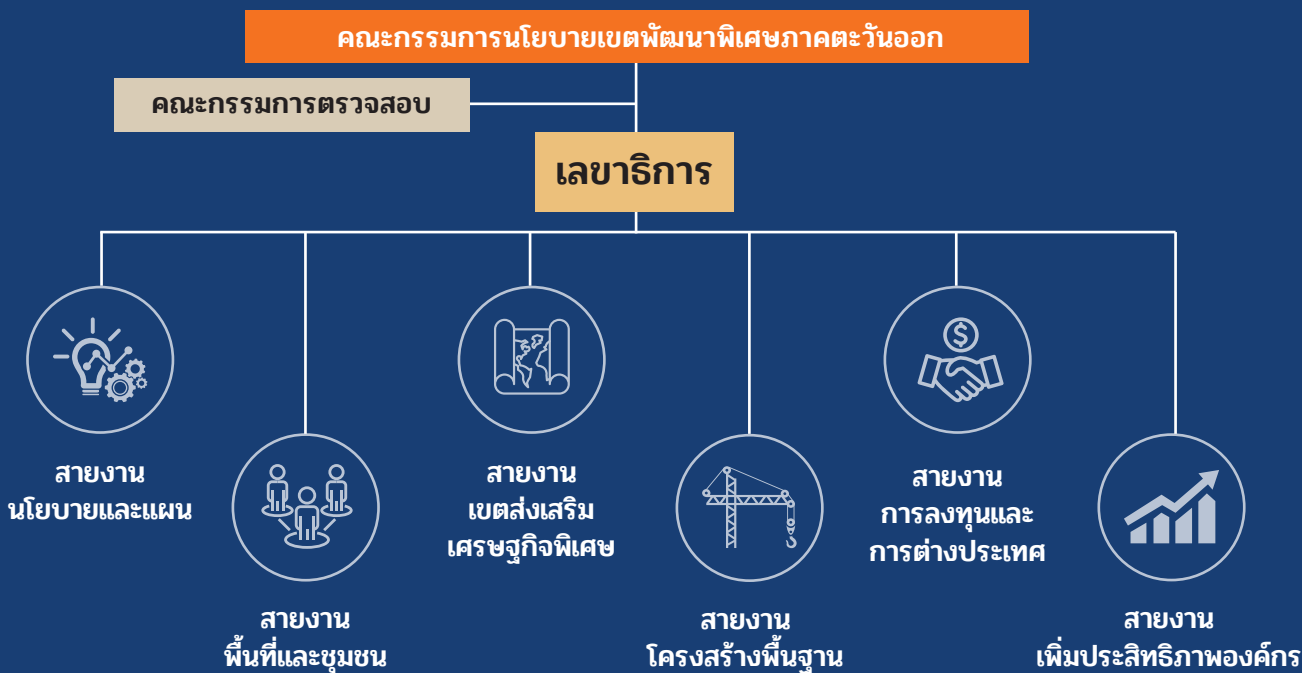 คณะกรรมการนโยบายเขตพัฒนาพิเศษภาคตะวันออก
คณะกรรมการตรวจสอบ
เลขาธิการ
สายงาน
นโยบายและแผน
สายงาน
พื้นที่และชุมชน
สายงาน
เขตส่งเสริม
เศรษฐกิจพิเศษ
สายงาน
โครงสร้างพื้นฐาน
สายงาน
การลงทุนและ
การต่างประเทศ
สายงาน
เพิ่มประสิทธิภาพองค์กร